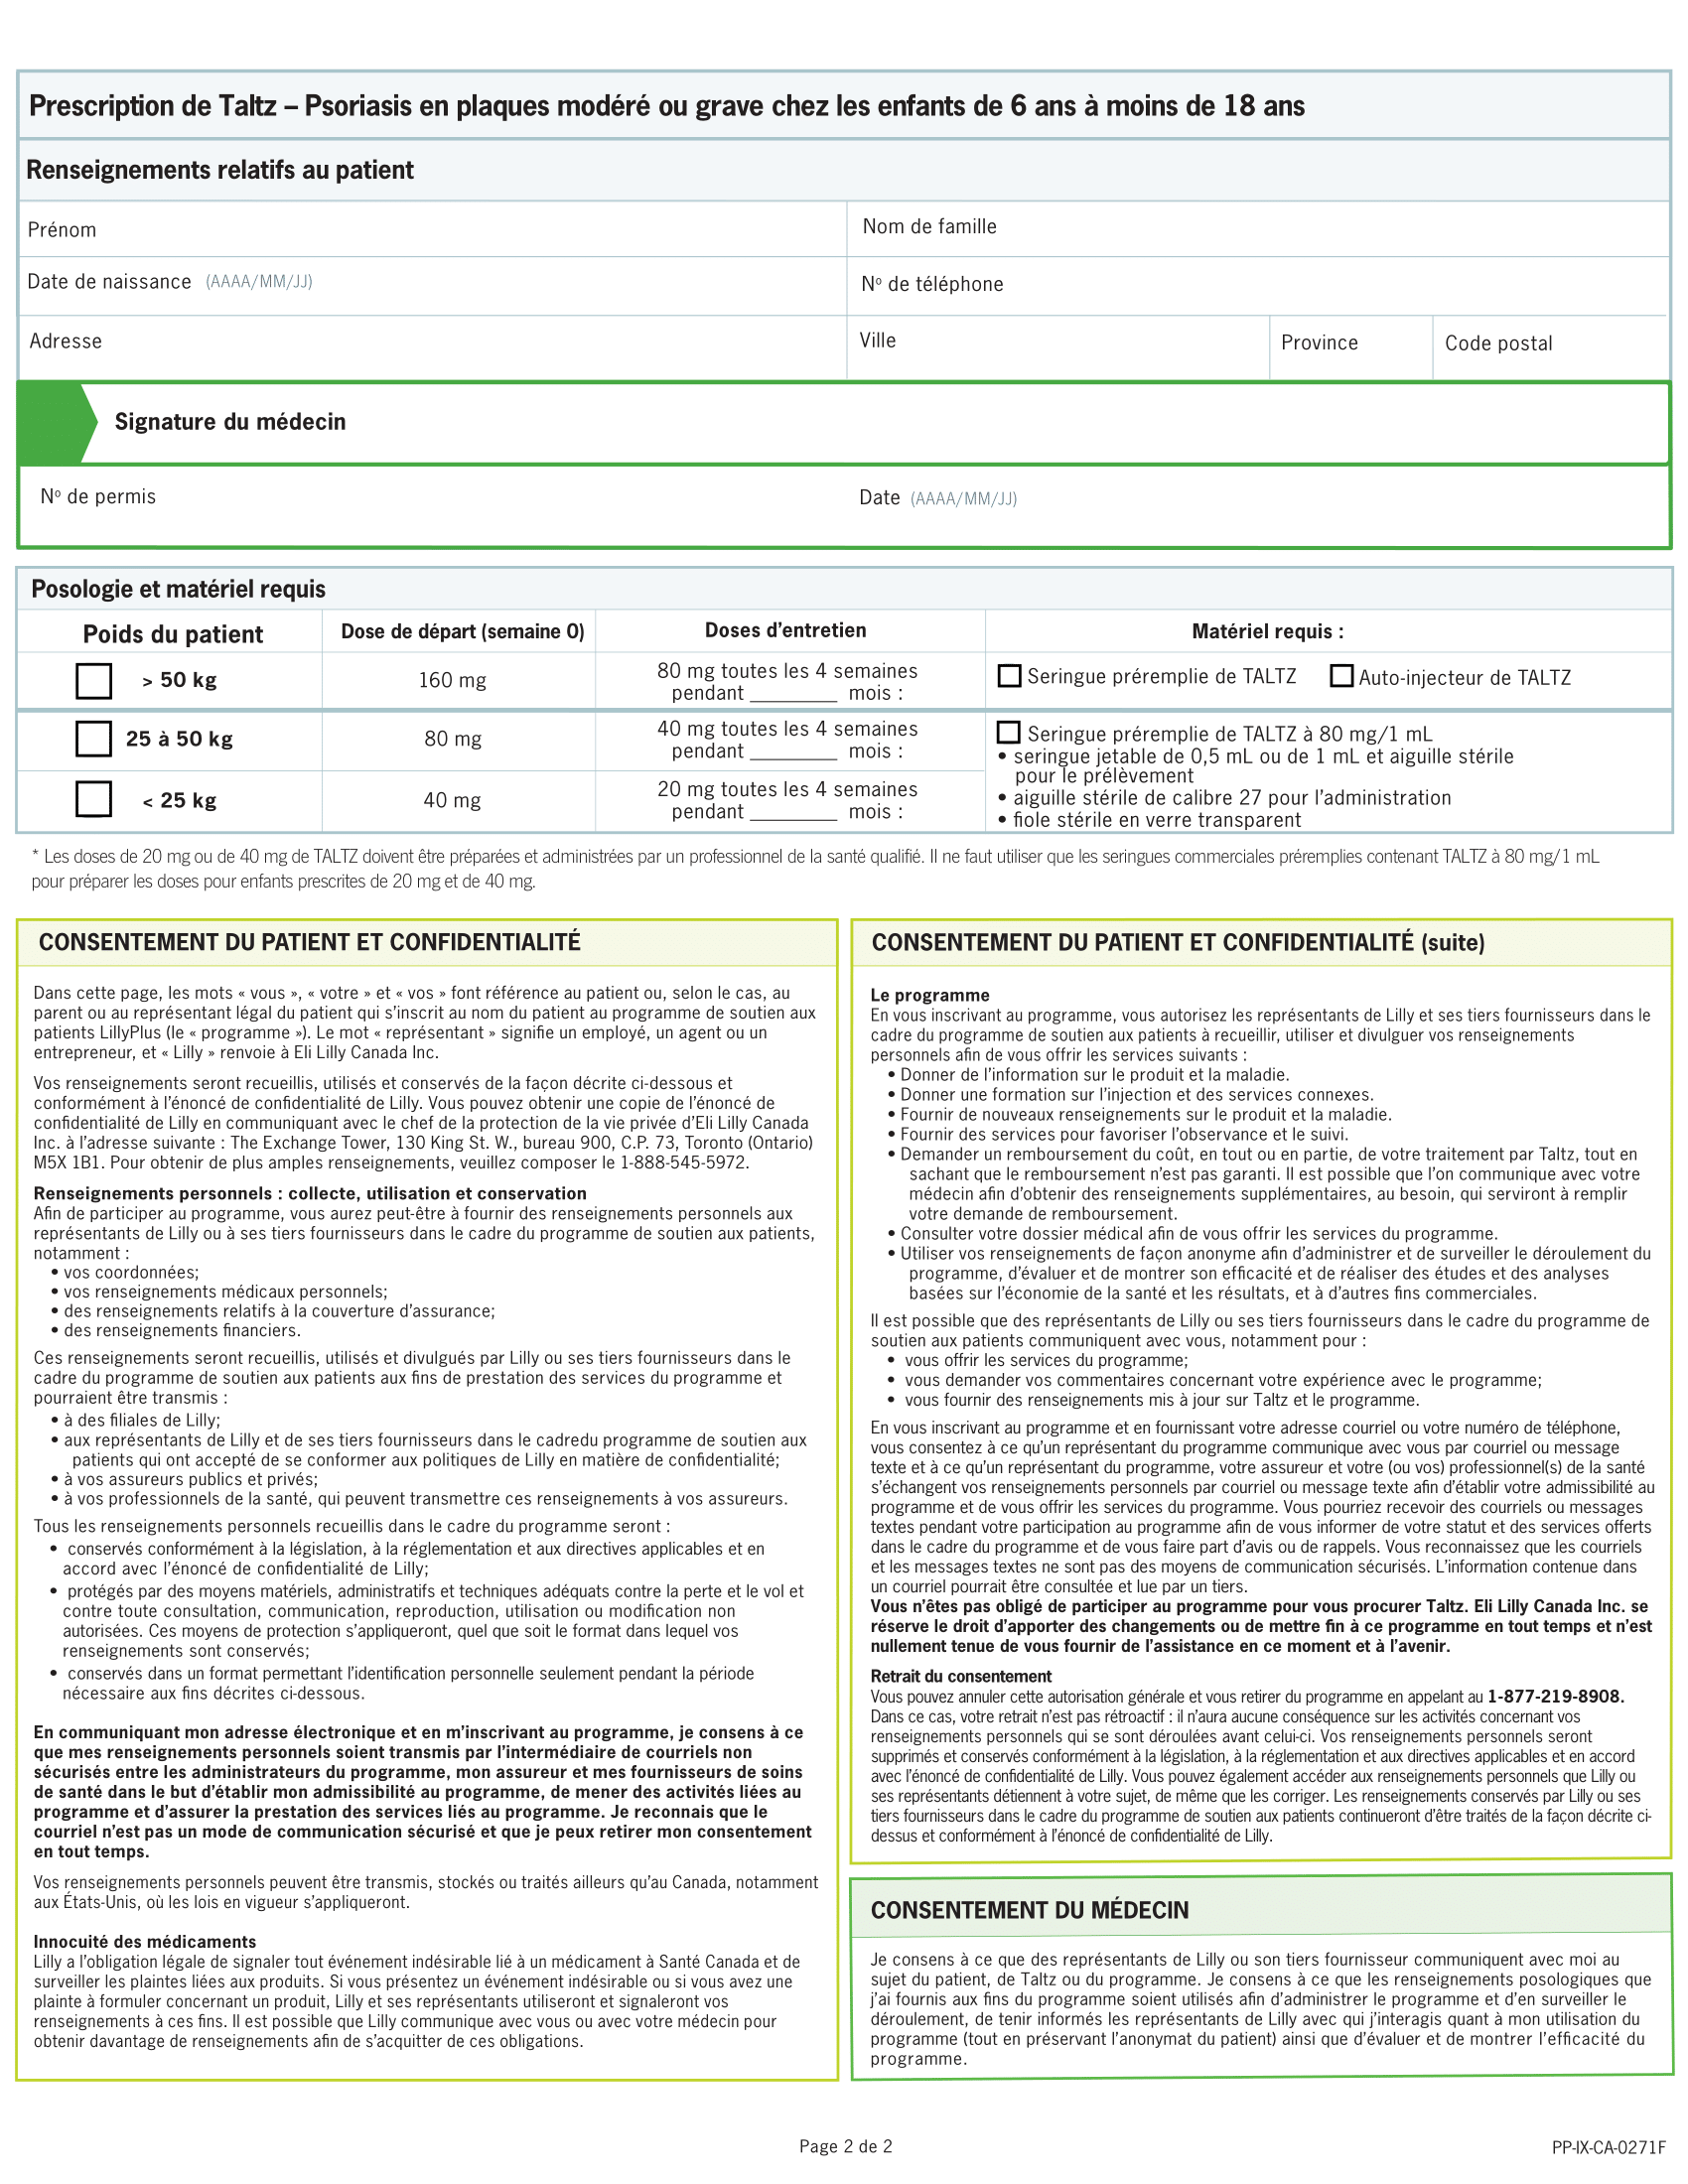 Prescription de Taltz – Psoriasis en plaques modéré ou grave chez les enfants de 6 ans à moins de 18 ans
Renseignements relatifs au patient
Prénom
Nom de famille
Date de naissance (AAAA/MM/JJ)
Nº de téléphone
Adresse
Ville
Province
Code postal
Signature du médecin
Nº de permis
Date (AAAA/MM/JJ)
Posologie et matériel requis
Poids du patient
Dose de départ (semaine 0)
Doses d'entretien
Matériel requis :
> 50 kg
160 mg
80 mg toutes les 4 semaines
pendant ________ mois :
Seringue préremplie de TALTZ
Auto-injecteur de TALTZ
25 à 50 kg
80 mg
40 mg toutes les 4 semaines
pendant ________ mois :
< 25 kg
40 mg
20 mg toutes les 4 semaines
pendant ________ mois :
Seringue préremplie de TALTZ à 80 mg/1 mL
• seringue jetable de 0,5 mL ou de 1 mL et aiguille stérile
pour le prélèvement
• aiguille stérile de calibre 27 pour l'administration
• fiole stérile en verre transparent
* Les doses de 20 mg ou de 40 mg de TALTZ doivent être préparées et administrées par un professionnel de la santé qualifié. Il ne faut utiliser que les seringues commerciales préremplies contenant TALTZ à 80 mg/1 mL
pour préparer les doses pour enfants prescrites de 20 mg et de 40 mg.
CONSENTEMENT DU PATIENT ET CONFIDENTIALITÉ
Dans cette page, les mots « vous », « votre » et « vos » font référence au patient ou, selon le cas, au
parent ou au représentant légal du patient qui s'inscrit au nom du patient au programme de soutien aux
patients LillyPlus (le « programme »). Le mot « représentant » signifie un employé, un agent ou un
entrepreneur, et « Lilly » renvoie à Eli Lilly Canada Inc.
Vos renseignements seront recueillis, utilisés et conservés de la façon décrite ci-dessous et
conformément à l'énoncé de confidentialité de Lilly. Vous pouvez obtenir une copie de l'énoncé de
confidentialité de Lilly en communiquant avec le chef de la protection de la vie privée d'Eli Lilly Canada
Inc. à l'adresse suivante : The Exchange Tower, 130 King St. W., bureau 900, C.P. 73, Toronto (Ontario)
M5X 1B1. Pour obtenir de plus amples renseignements, veuillez composer le 1-888-545-5972.
Renseignements personnels : collecte, utilisation et conservation
Afin de participer au programme, vous aurez peut-être à fournir des renseignements personnels aux
représentants de Lilly ou à ses tiers fournisseurs dans le cadre du programme de soutien aux patients,
notamment :
• vos coordonnées;
• vos renseignements médicaux personnels;
• des renseignements relatifs à la couverture d'assurance;
• des renseignements financiers.
Ces renseignements seront recueillis, utilisés et divulgués par Lilly ou ses tiers fournisseurs dans le
cadre du programme de soutien aux patients aux fins de prestation des services du programme et
pourraient être transmis :
• à des filiales de Lilly;
• aux représentants de Lilly et de ses tiers fournisseurs dans le cadredu programme de soutien aux
patients qui ont accepté de se conformer aux politiques de Lilly en matière de confidentialité;
• à vos assureurs publics et privés;
• à vos professionnels de la santé, qui peuvent transmettre ces renseignements à vos assureurs.
Tous les renseignements personnels recueillis dans le cadre du programme seront :
• conservés conformément à la législation, à la réglementation et aux directives applicables et en
accord avec l'énoncé de confidentialité de Lilly;
• protégés par des moyens matériels, administratifs et techniques adéquats contre la perte et le vol et
contre toute consultation, communication, reproduction, utilisation ou modification non
autorisées. Ces moyens de protection s'appliqueront, quel que soit le format dans lequel vos
renseignements sont conservés;
• conservés dans un format permettant l'identification personnelle seulement pendant la période
nécessaire aux fins décrites ci-dessous.
En communiquant mon adresse électronique et en m'inscrivant au programme, je consens à ce
que mes renseignements personnels soient transmis par l'intermédiaire de courriels non
sécurisés entre les administrateurs du programme, mon assureur et mes fournisseurs de soins
de santé dans le but d'établir mon admissibilité au programme, de mener des activités liées au
programme et d'assurer la prestation des services liés au programme. Je reconnais que le
courriel n'est pas un mode de communication sécurisé et que je peux retirer mon consentement
en tout temps.
Vos renseignements personnels peuvent être transmis, stockés ou traités ailleurs qu'au Canada, notamment
aux États-Unis, où les lois en vigueur s'appliqueront.
Innocuité des médicaments
Lilly a l'obligation légale de signaler tout événement indésirable lié à un médicament à Santé Canada et de
surveiller les plaintes liées aux produits. Si vous présentez un événement indésirable ou si vous avez une
plainte à formuler concernant un produit, Lilly et ses représentants utiliseront et signaleront vos
renseignements à ces fins. Il est possible que Lilly communique avec vous ou avec votre médecin pour
obtenir davantage de renseignements afin de s'acquitter de ces obligations.
CONSENTEMENT DU PATIENT ET CONFIDENTIALITÉ (suite)
Le programme
En vous inscrivant au programme, vous autorisez les représentants de Lilly et ses tiers fournisseurs dans le
cadre du programme de soutien aux patients à recueillir, utiliser et divulguer vos renseignements
personnels afin de vous offrir les services suivants :
• Donner de l'information sur le produit et la maladie.
• Donner une formation sur l'injection et des services connexes.
• Fournir de nouveaux renseignements sur le produit et la maladie.
• Fournir des services pour favoriser l'observance et le suivi.
• Demander un remboursement du coût, en tout ou en partie, de votre traitement par Taltz, tout en
sachant que le remboursement n'est pas garanti. Il est possible que l'on communique avec votre
médecin afin d'obtenir des renseignements supplémentaires, au besoin, qui serviront à remplir
votre demande de remboursement.
• Consulter votre dossier médical afin de vous offrir les services du programme.
• Utiliser vos renseignements de façon anonyme afin d'administrer et de surveiller le déroulement du
programme, d'évaluer et de montrer son efficacité et de réaliser des études et des analyses
basées sur l'économie de la santé et les résultats, et à d'autres fins commerciales.
Il est possible que des représentants de Lilly ou ses tiers fournisseurs dans le cadre du programme de
soutien aux patients communiquent avec vous, notamment pour :
• vous offrir les services du programme;
• vous demander vos commentaires concernant votre expérience avec le programme;
• vous fournir des renseignements mis à jour sur Taltz et le programme.
En vous inscrivant au programme et en fournissant votre adresse courriel ou votre numéro de téléphone,
vous consentez à ce qu'un représentant du programme communique avec vous par courriel ou message
texte et à ce qu'un représentant du programme, votre assureur et votre (ou vos) professionnel(s) de la santé
s'échangent vos renseignements personnels par courriel ou message texte afin d'établir votre admissibilité au
programme et de vous offrir les services du programme. Vous pourriez recevoir des courriels ou messages
textes pendant votre participation au programme afin de vous informer de votre statut et des services offerts
dans le cadre du programme et de vous faire part d'avis ou de rappels. Vous reconnaissez que les courriels
et les messages textes ne sont pas des moyens de communication sécurisés. L'information contenue dans
un courriel pourrait être consultée et lue par un tiers.
Vous n'êtes pas obligé de participer au programme pour vous procurer Taltz. Eli Lilly Canada Inc. se
réserve le droit d'apporter des changements ou de mettre fin à ce programme en tout temps et n'est
nullement tenue de vous fournir de l'assistance en ce moment et à l'avenir.
Retrait du consentement
Vous pouvez annuler cette autorisation générale et vous retirer du programme en appelant au 1-877-219-8908.
Dans ce cas, votre retrait n'est pas rétroactif : il n'aura aucune conséquence sur les activités concernant vos
renseignements personnels qui se sont déroulées avant celui-ci. Vos renseignements personnels seront
supprimés et conservés conformément à la législation, à la réglementation et aux directives applicables et en accord
avec l'énoncé de confidentialité de Lilly. Vous pouvez également accéder aux renseignements personnels que Lilly ou
ses représentants détiennent à votre sujet, de même que les corriger. Les renseignements conservés par Lilly ou ses
tiers fournisseurs dans le cadre du programme de soutien aux patients continueront d'être traités de la façon décrite ci-
dessus et conformément à l'énoncé de confidentialité de Lilly.
CONSENTEMENT DU MÉDECIN
Je consens à ce que des représentants de Lilly ou son tiers fournisseur communiquent avec moi au
sujet du patient, de Taltz ou du programme. Je consens à ce que les renseignements posologiques que
j'ai fournis aux fins du programme soient utilisés afin d'administrer le programme et d'en surveiller le
déroulement, de tenir informés les représentants de Lilly avec qui j'interagis quant à mon utilisation du
programme (tout en préservant l'anonymat du patient) ainsi que d'évaluer et de montrer l'efficacité du
programme.
Page 2 de 2
PP-IX-CA-0271F